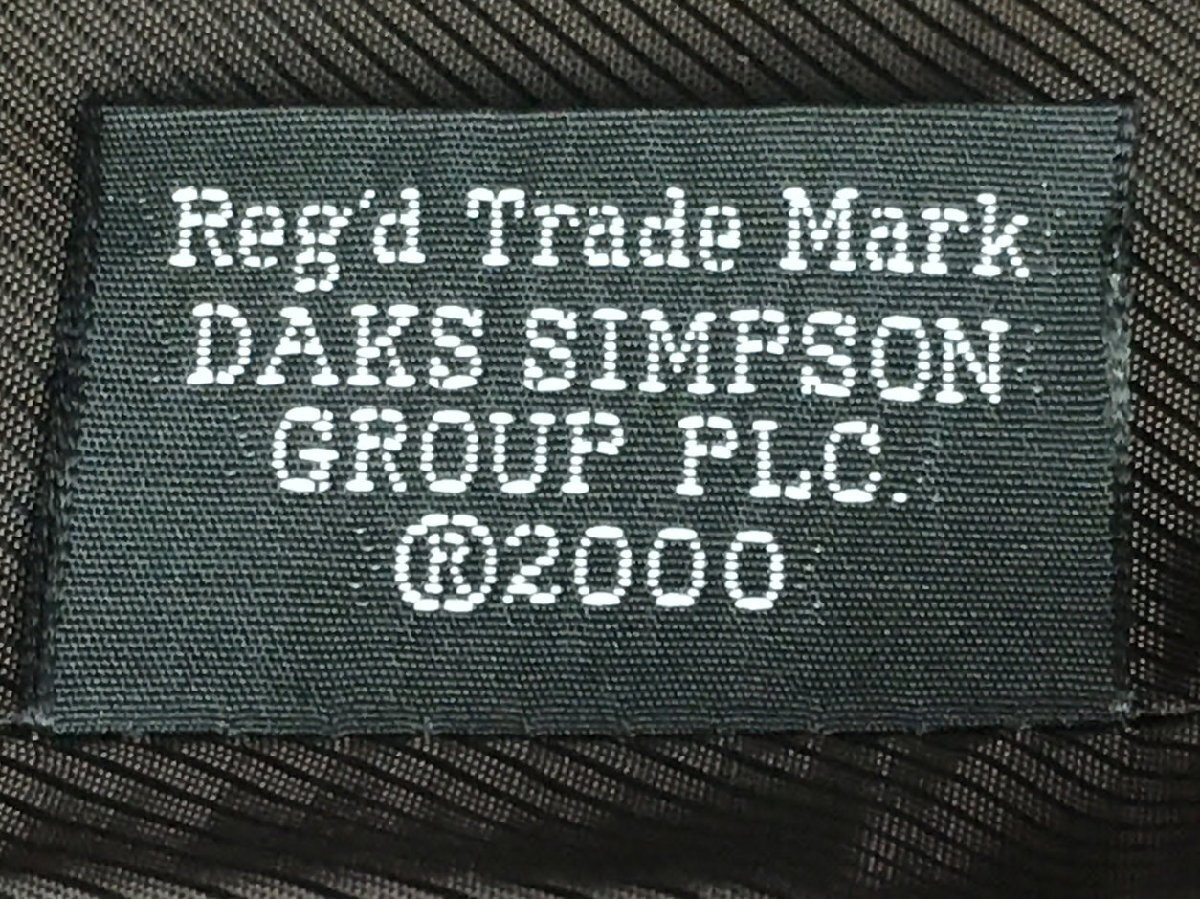 Reg'd Trade Mark
DAKS SIMPSON
GROUP PLC.
®2000